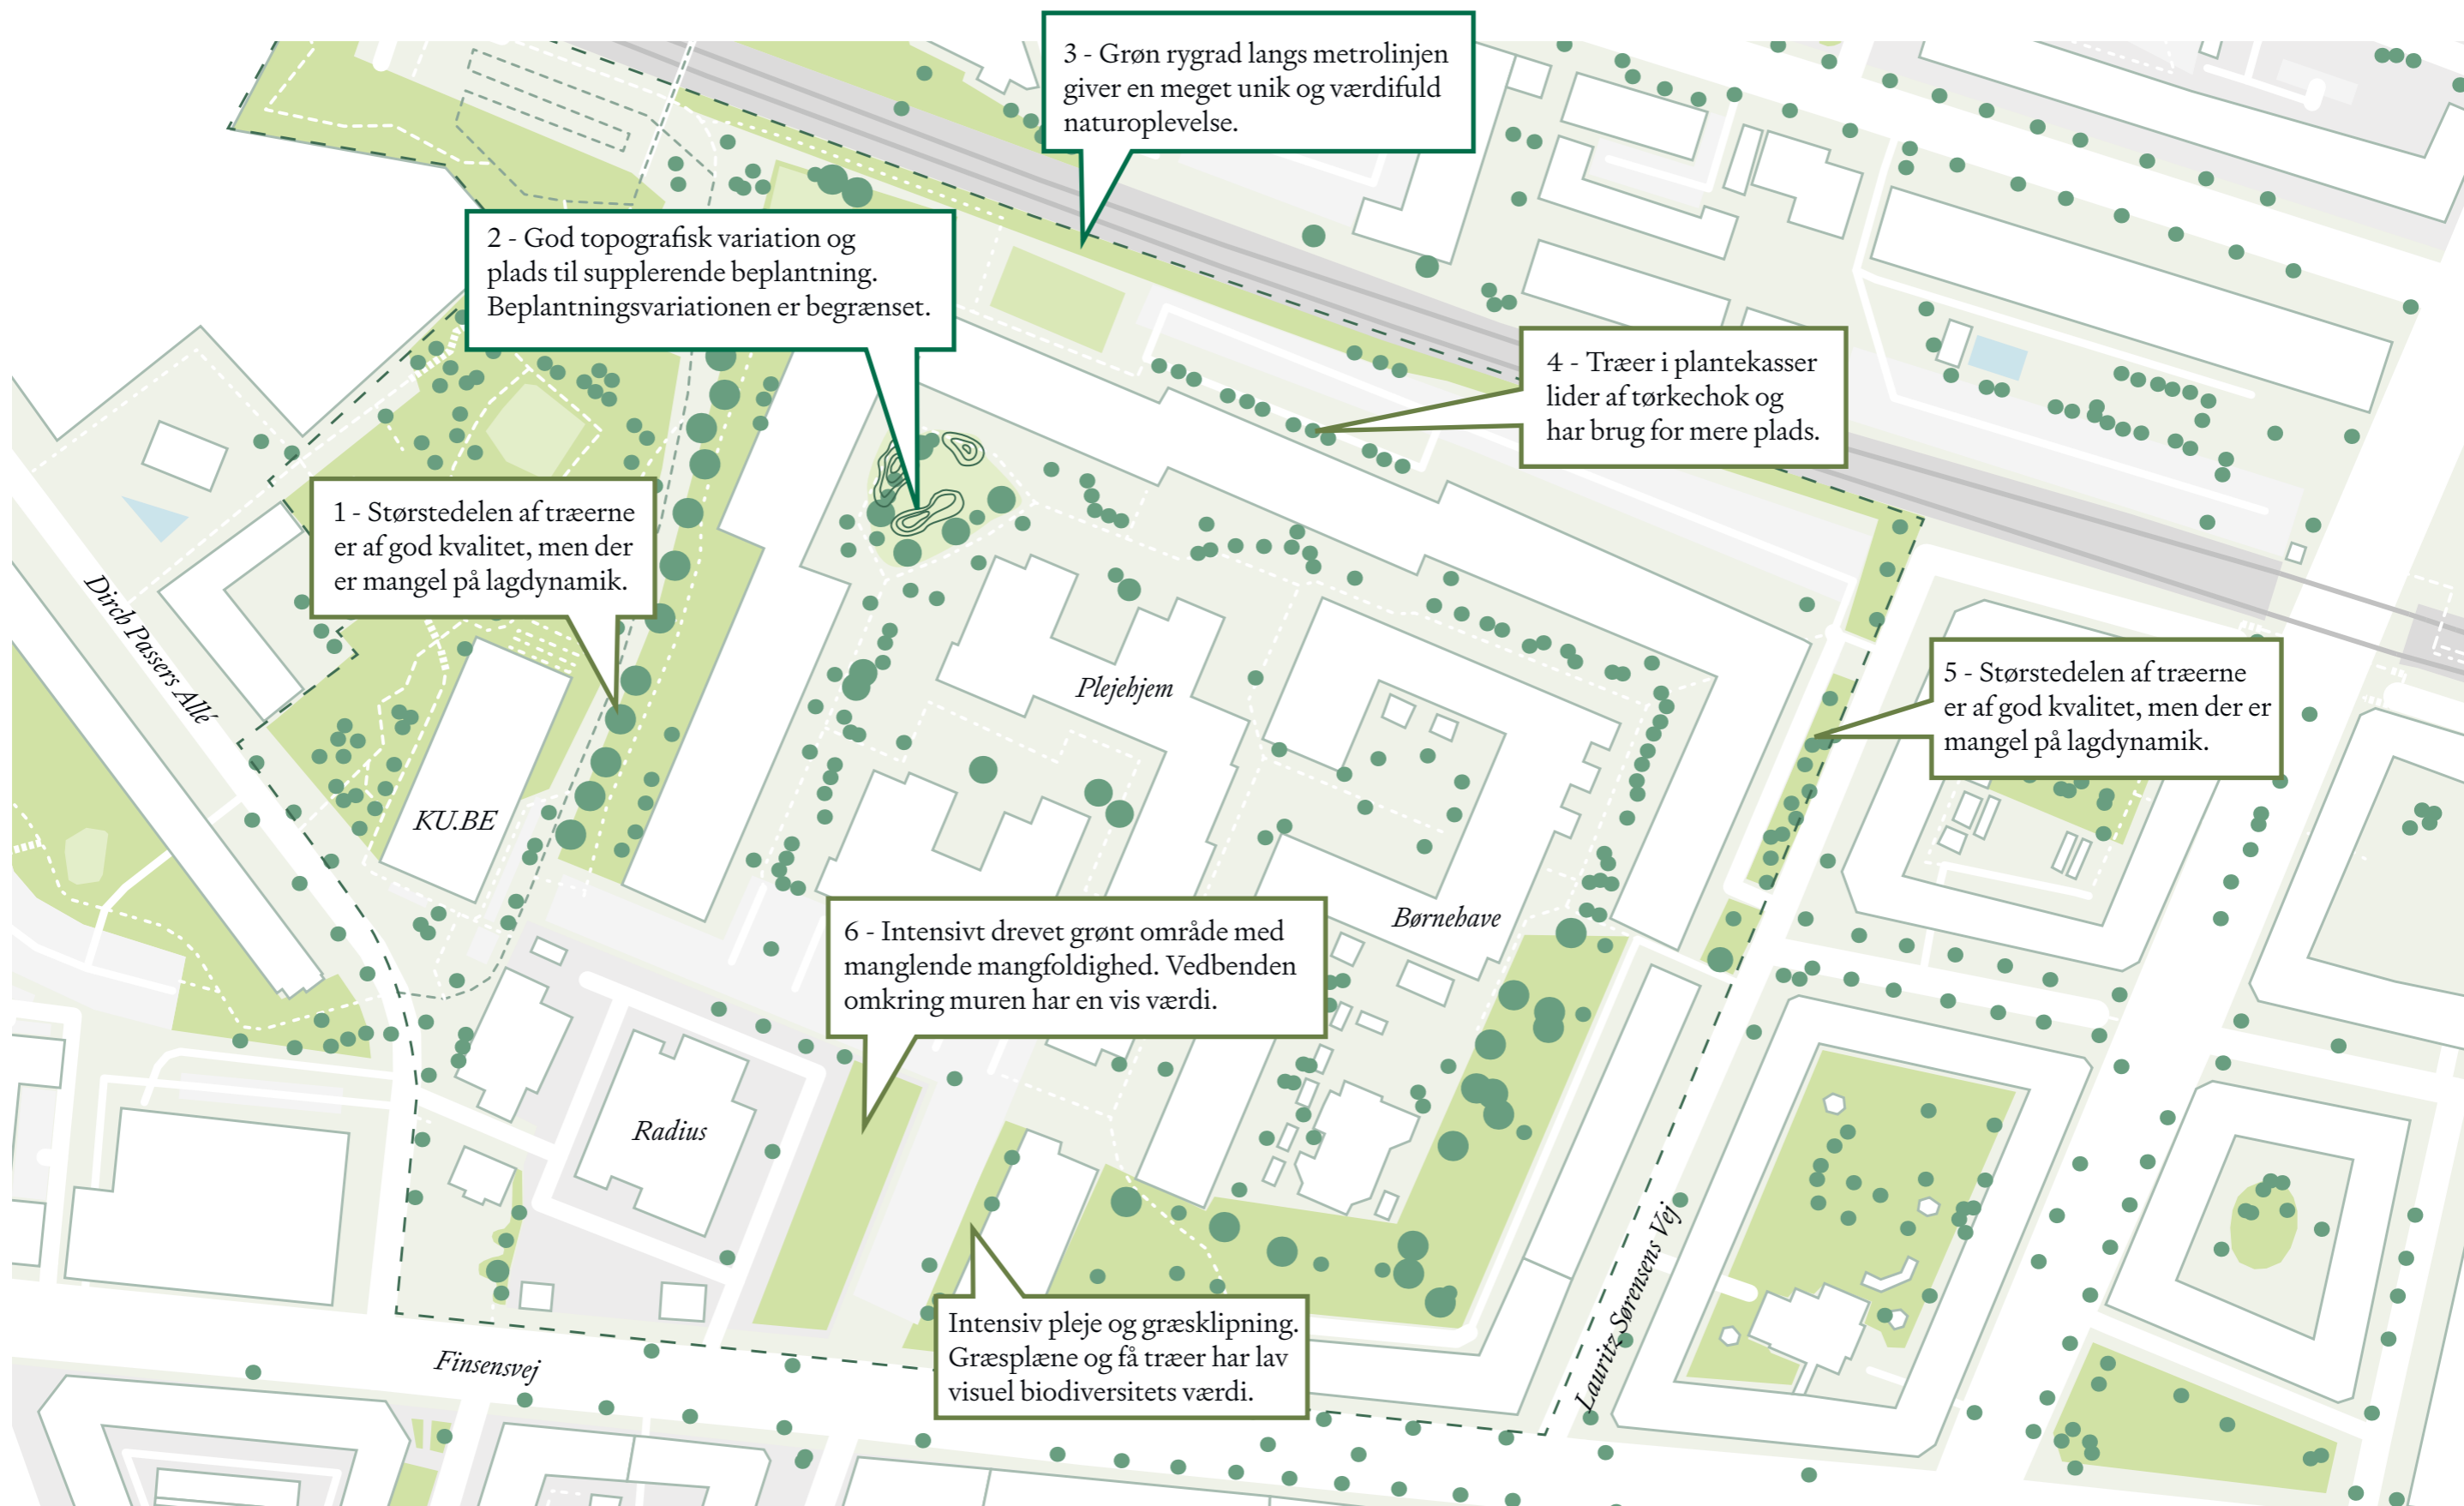 3 - Grøn rygrad langs metrolinjen
giver en meget unik og værdifuld
naturoplevelse.
2 - God topografisk variation og
plads til supplerende beplantning.
Beplantningsvariationen er begrænset.
4 - Træer i plantekasser
lider af tørkechok og
har brug for mere plads.
1 - Størstedelen af træerne
er af god kvalitet, men der
er mangel på lagdynamik.
Dirch Passers Allé
5 - Størstedelen af træerne
er af god kvalitet, men der er
mangel på lagdynamik.
Plejehjem
KU.BE
Børnehave
6 - Intensivt drevet grønt område med
manglende mangfoldighed. Vedbenden
omkring muren har en vis værdi.
Radius
Lauritz Sørensens Vej
Intensiv pleje og græsklipning.
Græsplæne og få træer har lav
visuel biodiversitets værdi.
Finsensvej